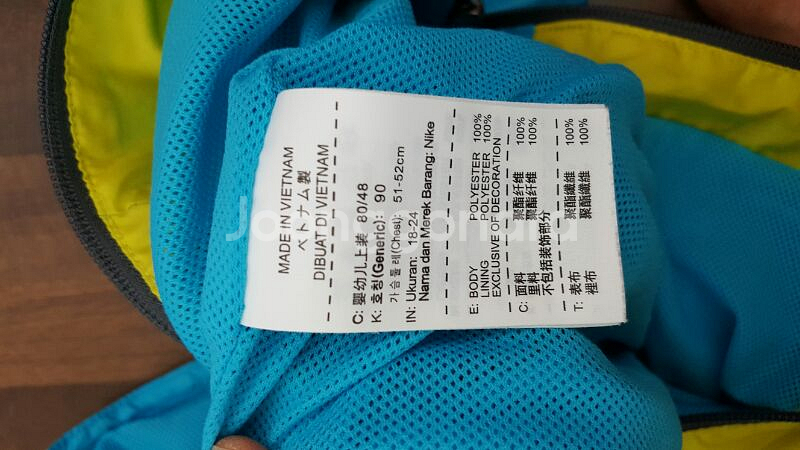 MADE IN VIETNAM
ベトナム製
DIBUAT DI VIETNAM
C: 婴幼儿上装 80/48
K: 호칭(Generic): 90
가슴둘레(Chest): 51-52cm
IN: Ukuran: 18-24
Nama dan Merek Barang: Nike
E: BODY POLYESTER 100%
LINING POLYESTER 100%
EXCLUSIVE OF DECORATION
C: 面料 聚酯纤维 100%
里料 聚酯纤维 100%
不包括装饰部分
T: 表布 聚酯纖維 100%
裡布 聚酯纖維 100%